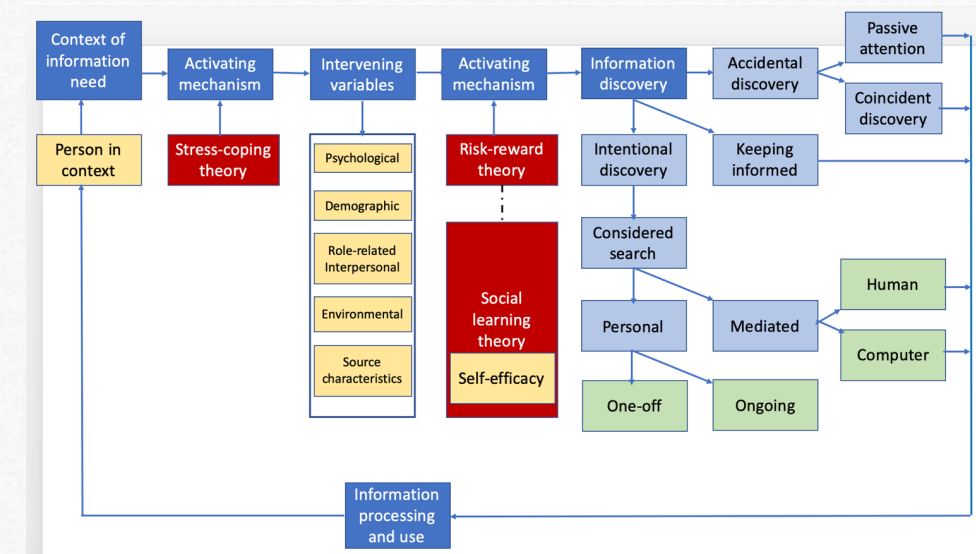 Context of
information
need
Activating
mechanism
Intervening
variables
Activating
mechanism
Information
discovery
Accidental
discovery
Passive
attention
Coincident
discovery
Person in
context
Stress-coping
theory
Psychological
Demographic
Role-related
Interpersonal
Environmental
Source
characteristics
Risk-reward
theory
Social
learning
theory
Self-efficacy
Intentional
discovery
Keeping
informed
Considered
search
Personal
Mediated
Human
Computer
One-off
Ongoing
Information
processing
and use